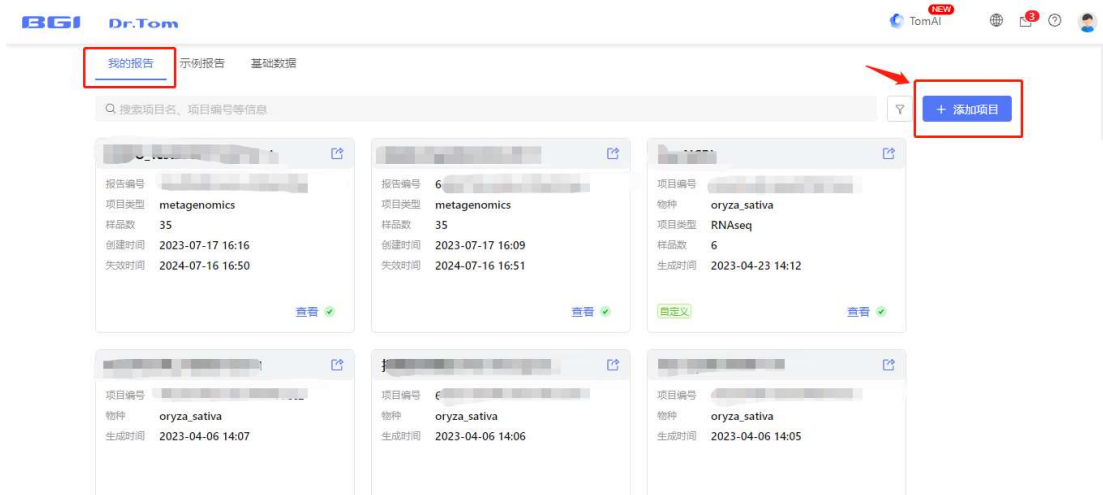 BGI Dr.Tom NEW TomAI 3
我的报告 示例报告 基础数据
搜索项目名、项目编号等信息 + 添加项目
报告编号
项目类型 metagenomics
样品数 35
创建时间 2023-07-17 16:16
失效时间 2024-07-16 16:50
查看
报告编号 6
项目类型 metagenomics
样品数 35
创建时间 2023-07-17 16:09
失效时间 2024-07-16 16:51
查看
项目编号
物种 oryza_sativa
项目类型 RNAseq
样品数 6
生成时间 2023-04-23 14:12
自定义 查看
项目编号
物种 oryza_sativa
生成时间 2023-04-06 14:07
项目编号 6
物种 oryza_sativa
生成时间 2023-04-06 14:06
项目编号
物种 oryza_sativa
生成时间 2023-04-06 14:05